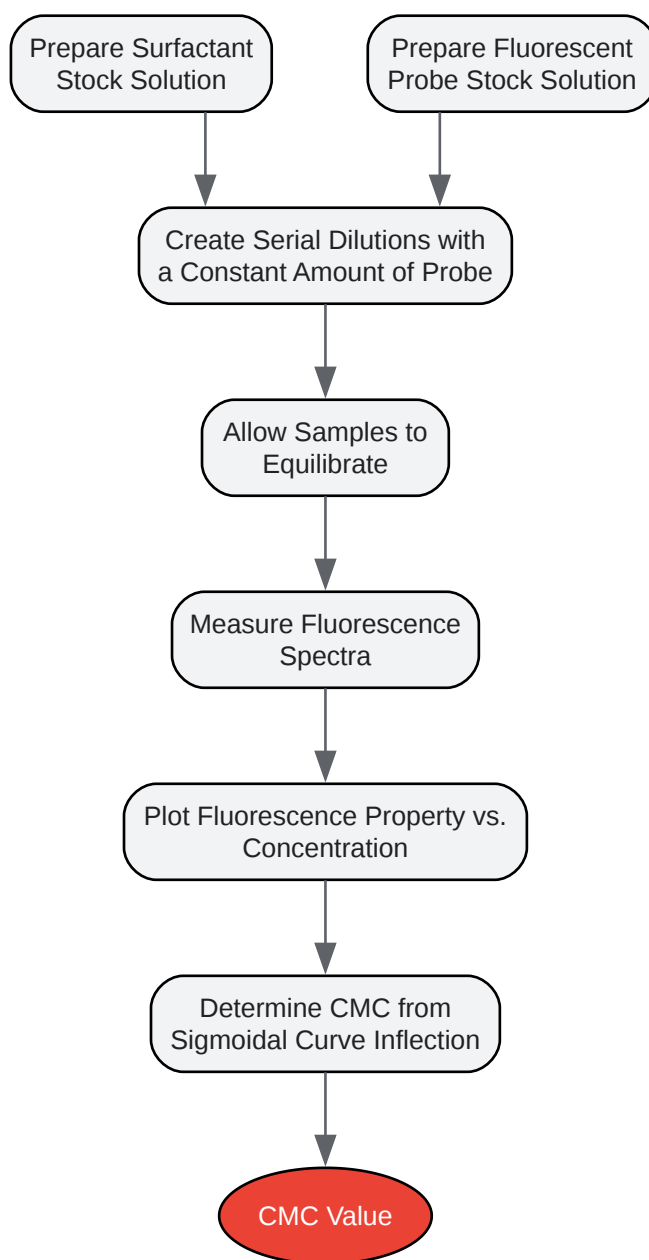 Prepare Surfactant
Stock Solution
Prepare Fluorescent
Probe Stock Solution
Create Serial Dilutions with
a Constant Amount of Probe
Allow Samples to
Equilibrate
Measure Fluorescence
Spectra
Plot Fluorescence Property vs.
Concentration
Determine CMC from
Sigmoidal Curve Inflection
CMC Value